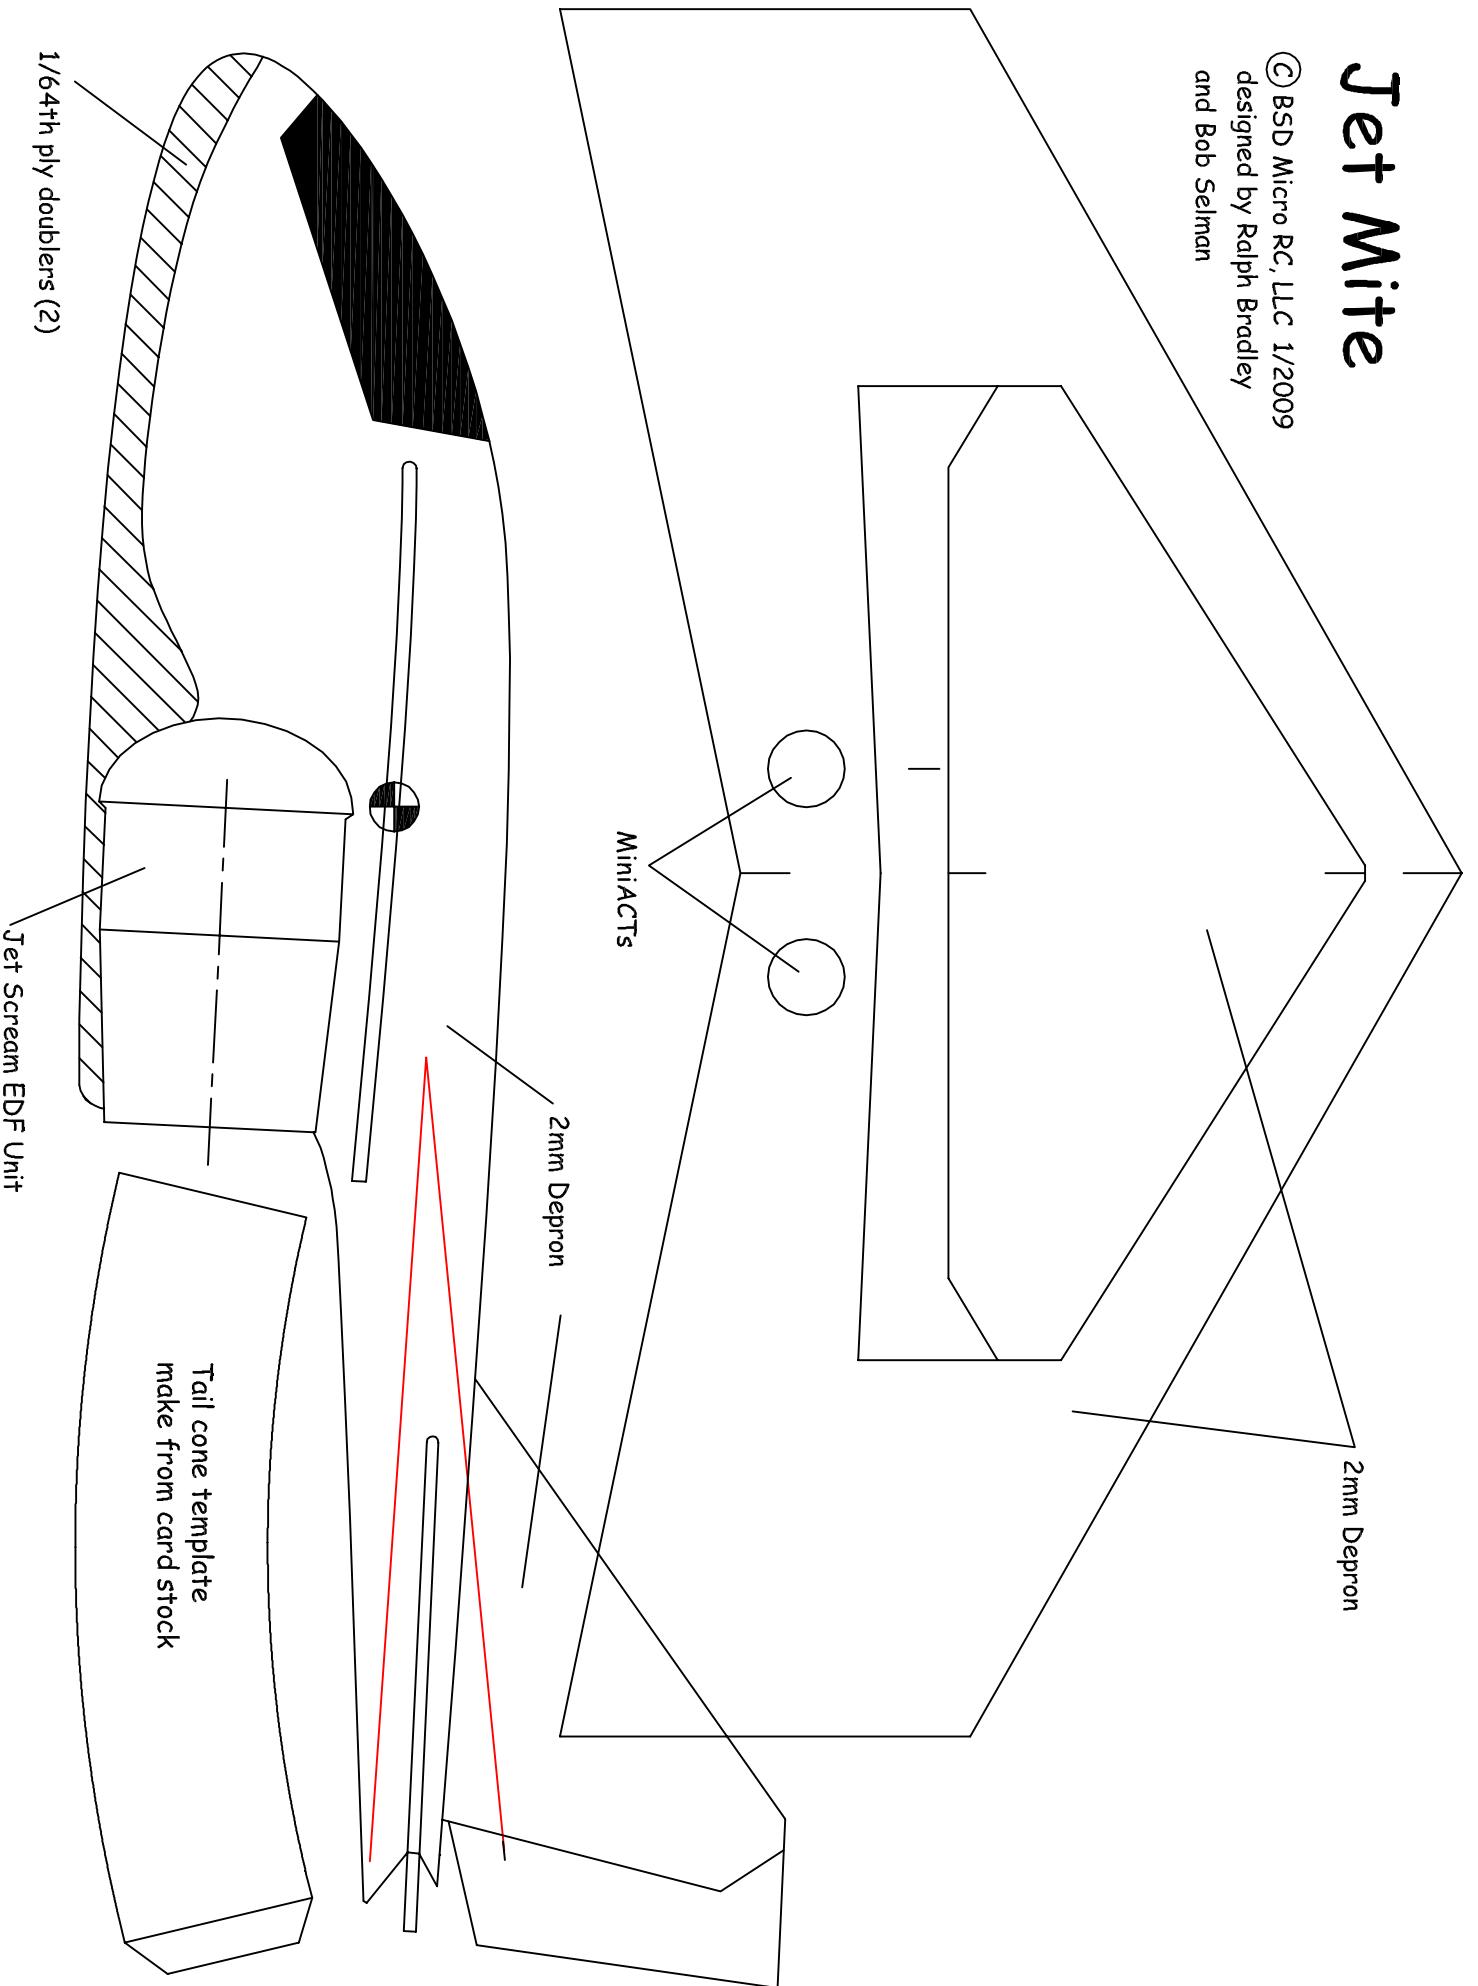 Jet Mite
© BSD Micro RC, LLC 1/2009
designed by Ralph Bradley
and Bob Selman
2mm Depron
MiniACTs
2mm Depron
1/64th ply doublers (2)
Jet Scream EDF Unit
Tail cone template
make from card stock